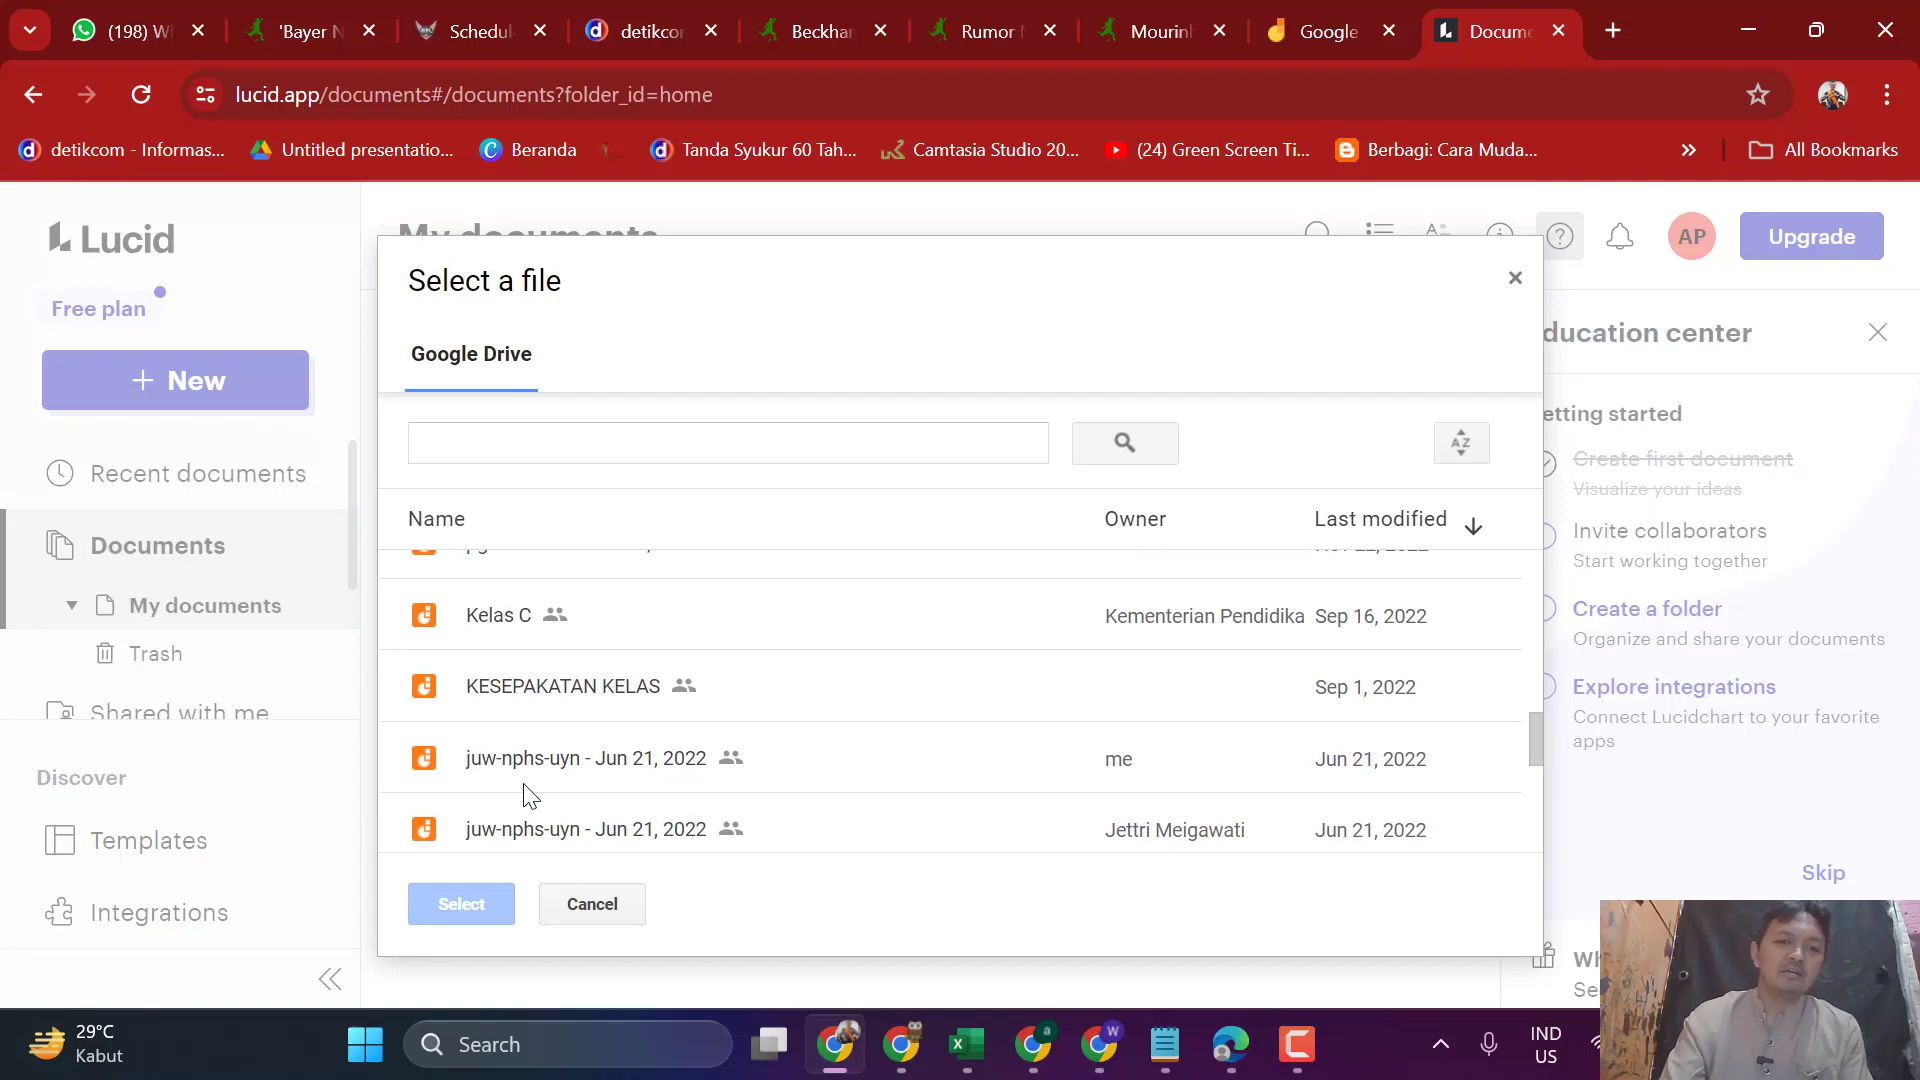 (198) W
'Bayer N
Schedul
detikcor
Beckhar
Rumor
Mourin
Google
Docume
lucid.app/documents#/documents?folder_id=home
detikcom - Informas...
Untitled presentatio...
Beranda
Tanda Syukur 60 Tah...
Camtasia Studio 20...
(24) Green Screen Ti...
Berbagi: Cara Muda...
All Bookmarks
Lucid
My documents
AP
Upgrade
Free plan
New
Recent documents
Documents
My documents
Trash
Shared with me
Discover
Templates
Integrations
Select a file
Google Drive
AZ
Name
Owner
Last modified
Kelas C
Kementerian Pendidika
Sep 16, 2022
KESEPAKATAN KELAS
Sep 1, 2022
juw-nphs-uyn - Jun 21, 2022
me
Jun 21, 2022
juw-nphs-uyn - Jun 21, 2022
Jettri Meigawati
Jun 21, 2022
Select
Cancel
ducation center
etting started
Create first document
Visualize your ideas
Invite collaborators
Start working together
Create a folder
Organize and share your documents
Explore integrations
Connect Lucidchart to your favorite
apps
Skip
29°C
Kabut
Search
IND
US